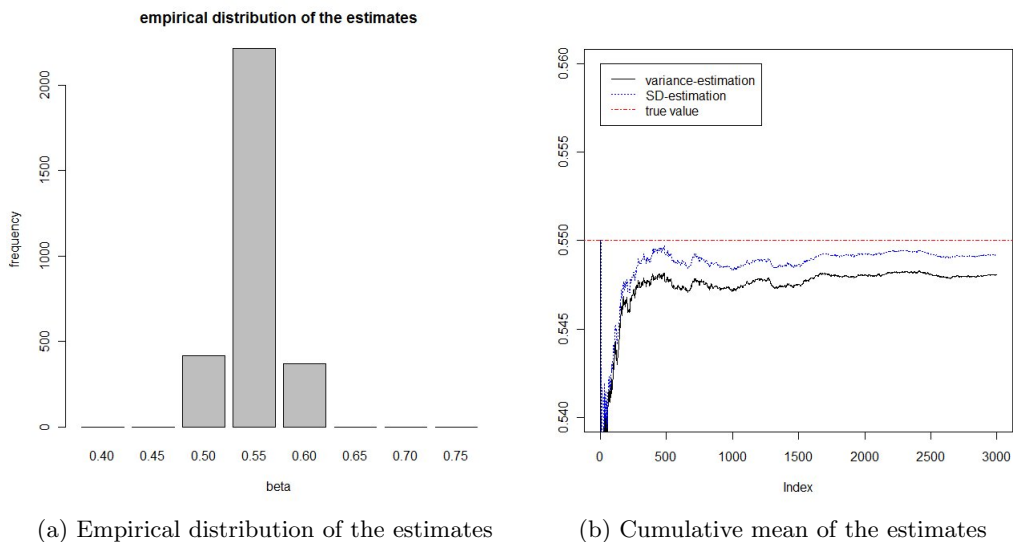 empirical distribution of the estimates
frequency
0
500
1000
1500
2000
0.40 0.45 0.50 0.55 0.60 0.65 0.70 0.75
beta
(a) Empirical distribution of the estimates
variance-estimation
SD-estimation
true value
0.540
0.545
0.550
0.555
0.560
0 500 1000 1500 2000 2500 3000
Index
(b) Cumulative mean of the estimates